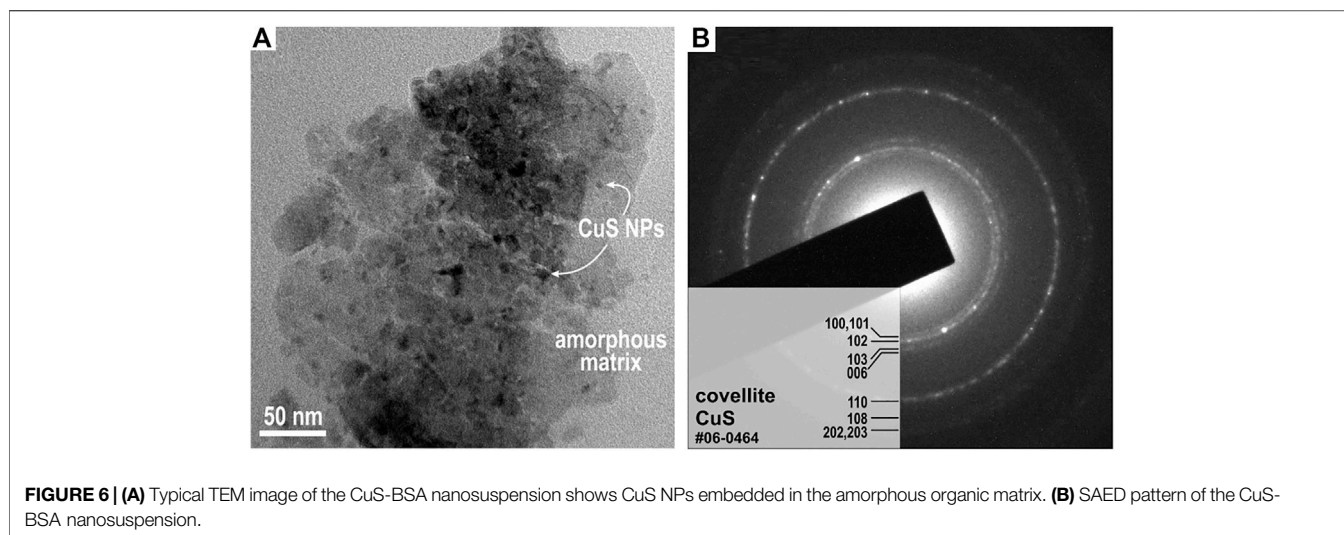 A
CuS NPs
amorphous
matrix
50 nm
B
100,101
102
103
006
110
108
202,203
covellite
CuS
#06-0464
FIGURE 6 | (A) Typical TEM image of the CuS-BSA nanosuspension shows CuS NPs embedded in the amorphous organic matrix. (B) SAED pattern of the CuS-
BSA nanosuspension.